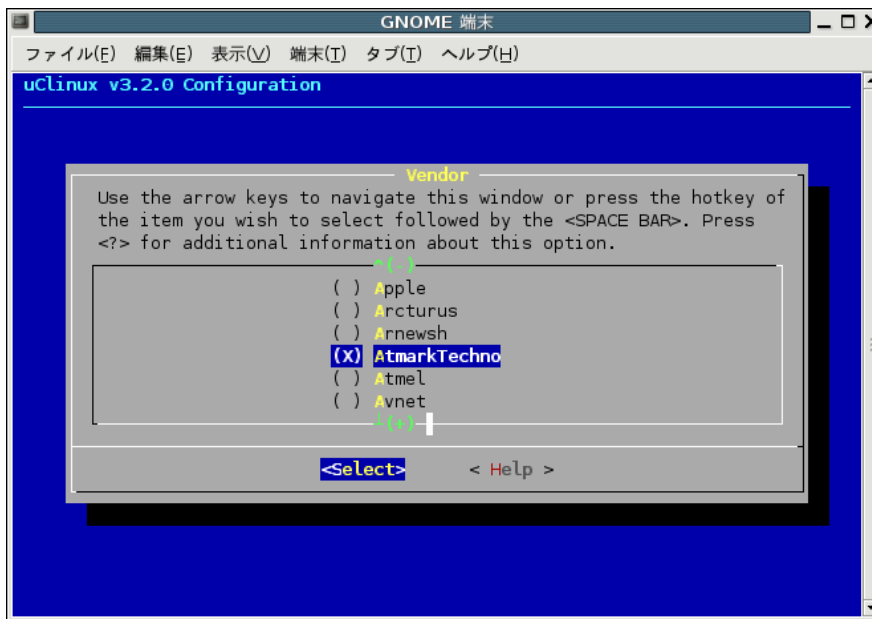 GNOME 端末
ファイル(F) 編集(E) 表示(V) 端末(T) タブ(T) ヘルプ(H)
uClinux v3.2.0 Configuration
Vendor
Use the arrow keys to navigate this window or press the hotkey of
the item you wish to select followed by the <SPACE BAR>. Press
<?> for additional information about this option.
^(-)
( ) Apple
( ) Arcturus
( ) Arnewsh
(X) AtmarkTechno
( ) Atmel
( ) Avnet
┴(+)
<Select> < Help >